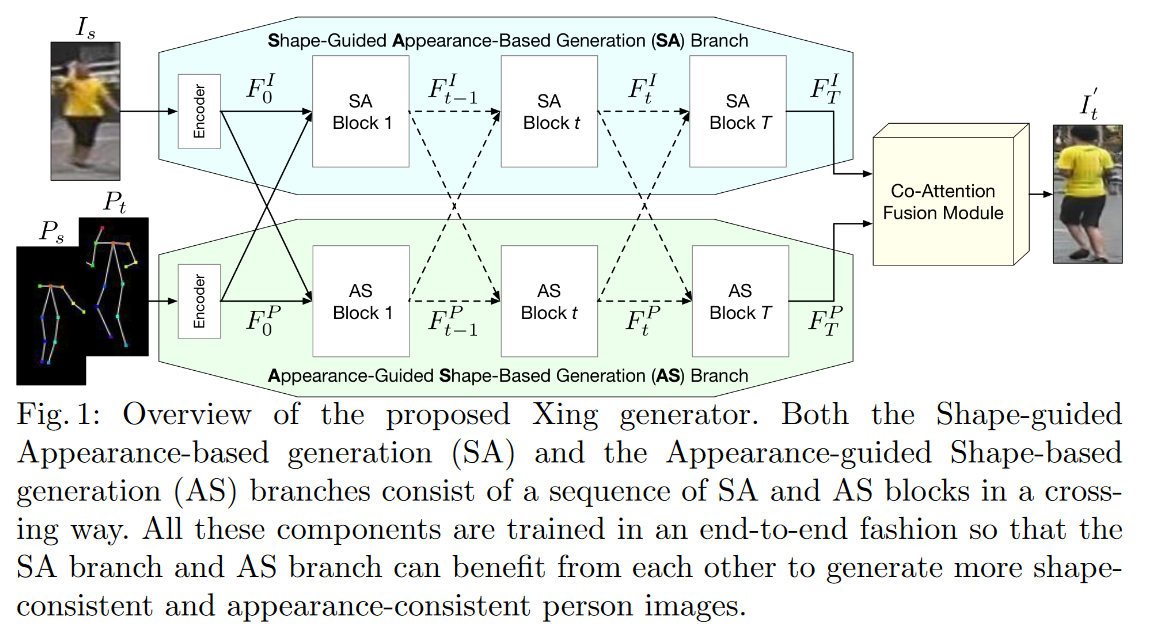 I_s
Shape-Guided Appearance-Based Generation (SA) Branch
Encoder
F_0^I
SA
Block 1
F_{t-1}^I
SA
Block t
F_t^I
SA
Block T
F_T^I
I_t^'
Co-Attention
Fusion Module
P_t
P_s
Encoder
F_0^P
AS
Block 1
F_{t-1}^P
AS
Block t
F_t^P
AS
Block T
F_T^P
Appearance-Guided Shape-Based Generation (AS) Branch
Fig. 1: Overview of the proposed Xing generator. Both the Shape-guided
Appearance-based generation (SA) and the Appearance-guided Shape-based
generation (AS) branches consist of a sequence of SA and AS blocks in a cross-
ing way. All these components are trained in an end-to-end fashion so that the
SA branch and AS branch can benefit from each other to generate more shape-
consistent and appearance-consistent person images.